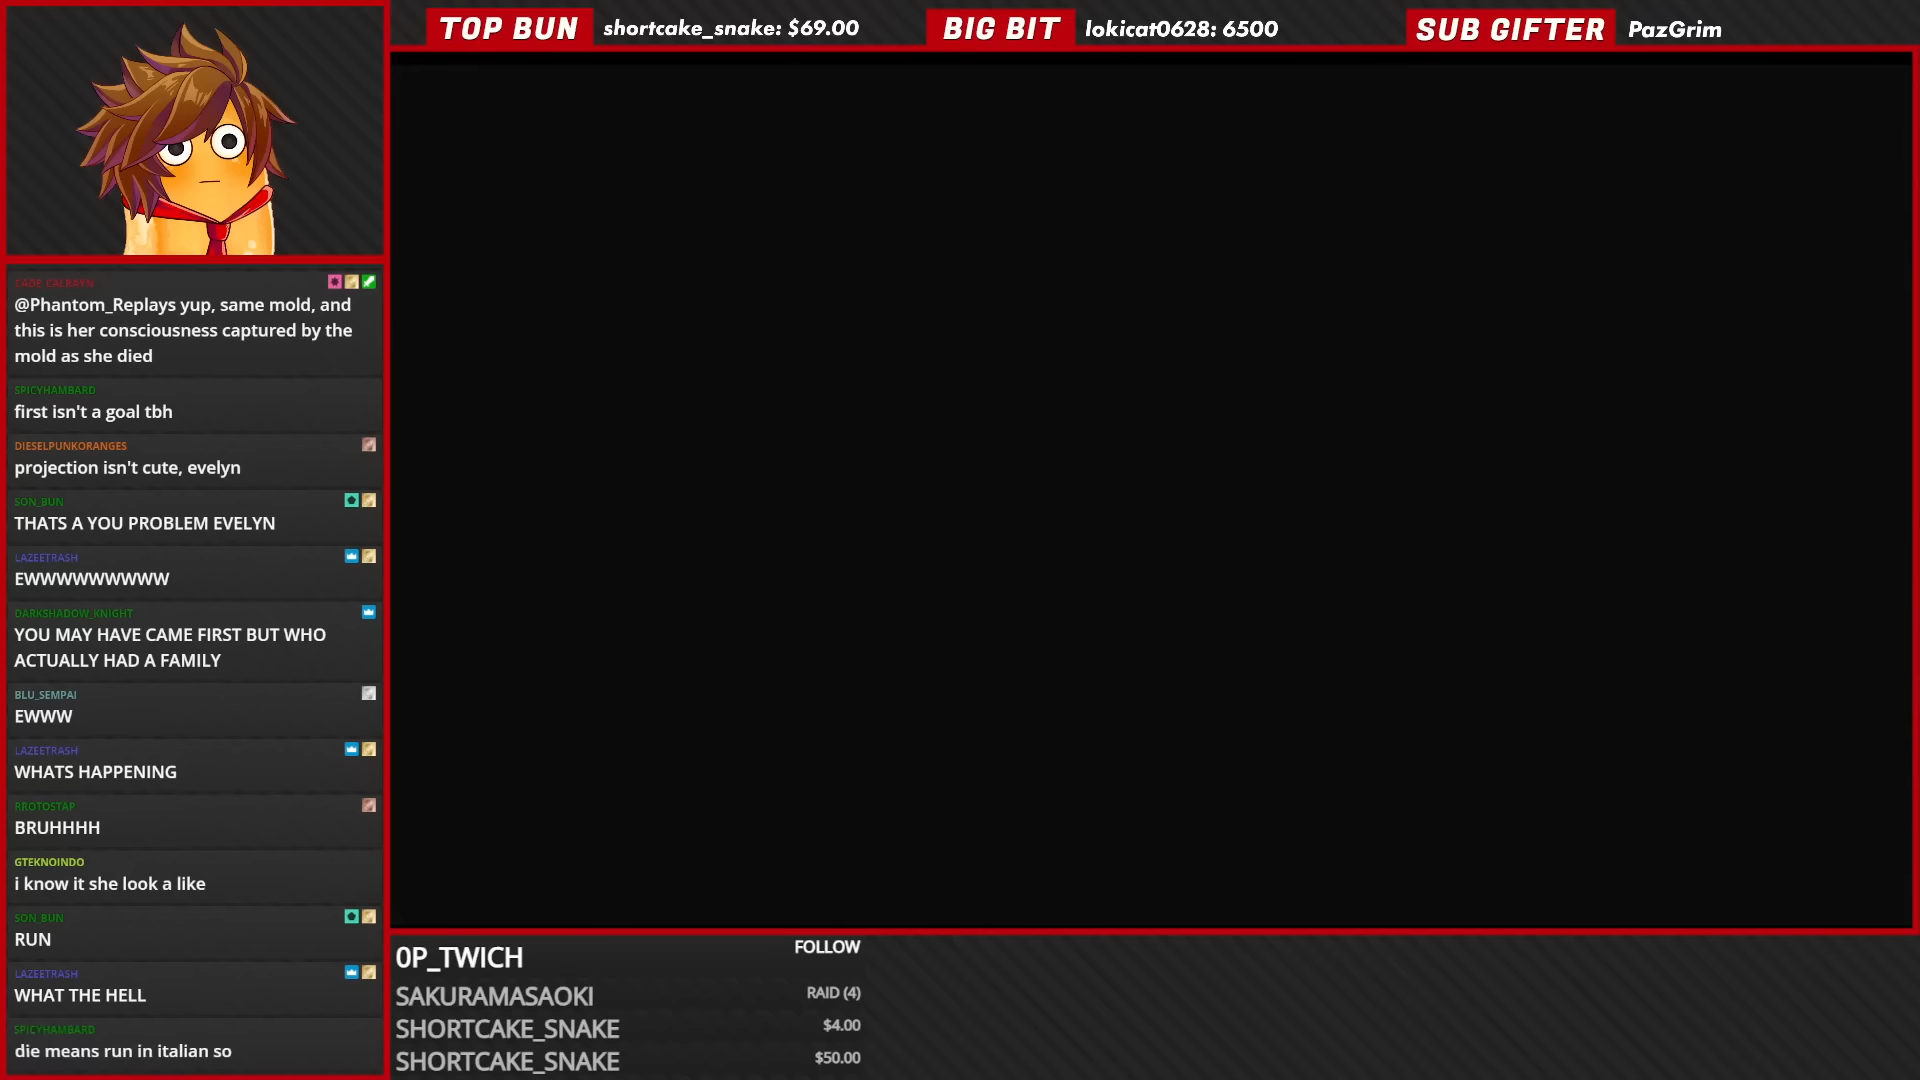 TOP BUN shortcake_snake: $69.00 BIG BIT lokicat0628: 6500 SUB GIFTER PazGrim
CADE_CALRAYN
@Phantom_Replays yup, same mold, and
this is her consciousness captured by the
mold as she died
SPICYHAMBARD
first isn't a goal tbh
DIESELPUNKORANGES
projection isn't cute, evelyn
SON_BUN
THATS A YOU PROBLEM EVELYN
LAZEETRASH
EWWWWWWWWW
DARKSHADOW_KNIGHT
YOU MAY HAVE CAME FIRST BUT WHO
ACTUALLY HAD A FAMILY
BLU_SEMPAI
EWWW
LAZEETRASH
WHATS HAPPENING
RROTOSTAP
BRUHHHH
GTEKNOINDO
i know it she look a like
SON_BUN
RUN
LAZEETRASH
WHAT THE HELL
SPICYHAMBARD
die means run in italian so
0P_TWICH FOLLOW
SAKURAMASAOKI RAID (4)
SHORTCAKE_SNAKE $4.00
SHORTCAKE_SNAKE $50.00